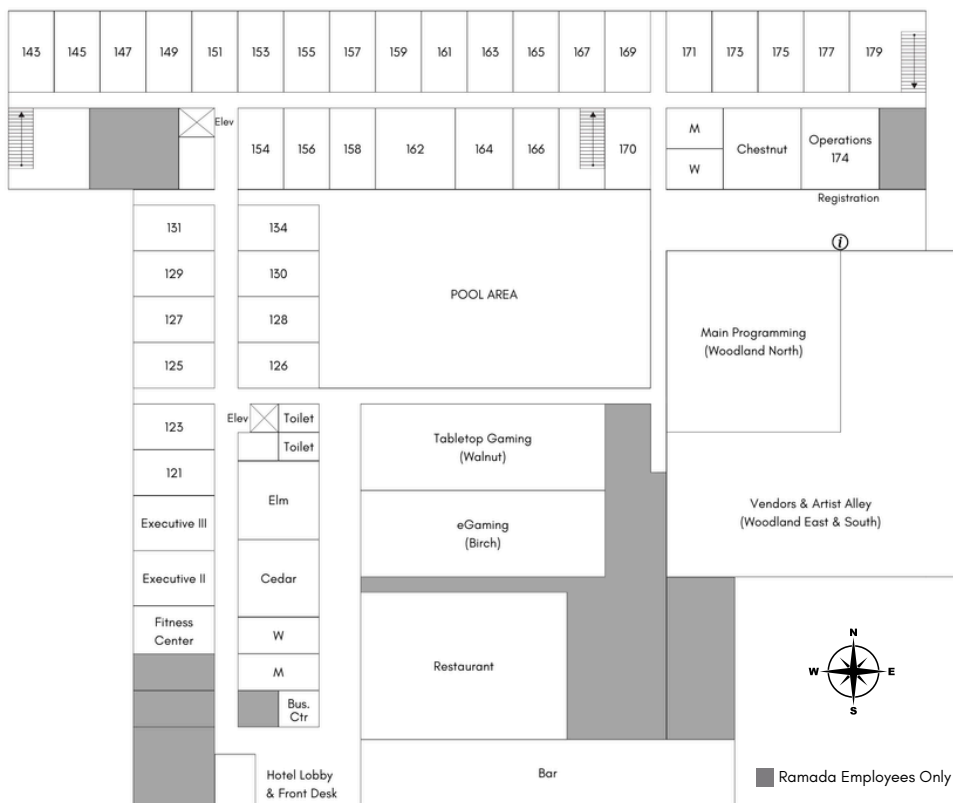 143 145 147 149 151 153 155 157 159 161 163 165 167 169 171 173 175 177 179
Elev
154 156 158 162 164 166 170
M
W
Chestnut
Operations
174
Registration
i
131 134
129 130
127 128
125 126
POOL AREA
Main Programming
(Woodland North)
123
Elev
Toilet
Toilet
121
Elm
Executive III
Executive II
Cedar
Fitness
Center
W
M
Bus.
Ctr
Hotel Lobby
& Front Desk
Tabletop Gaming
(Walnut)
eGaming
(Birch)
Restaurant
Bar
Vendors & Artist Alley
(Woodland East & South)
N
W E
S
Ramada Employees Only